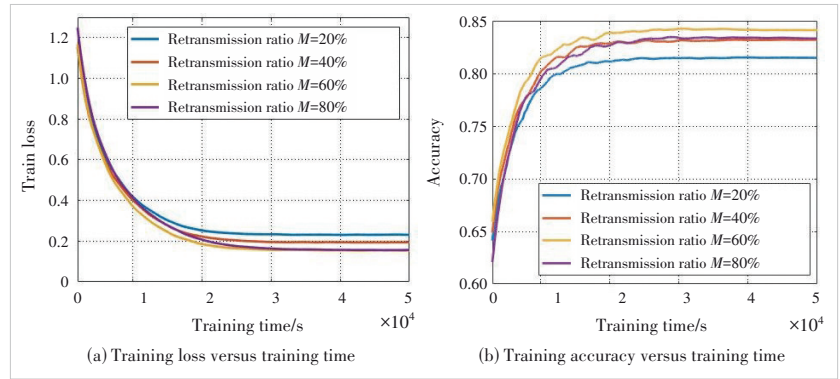 1.2
1.0
0.8
0.6
0.4
0.2
0
Train loss
Retransmission ratio M=20%
Retransmission ratio M=40%
Retransmission ratio M=60%
Retransmission ratio M=80%
0 1 2 3 4 5
Training time/s ×10⁴
(a) Training loss versus training time
0.85
0.80
0.75
0.70
0.65
0.60
Accuracy
Retransmission ratio M=20%
Retransmission ratio M=40%
Retransmission ratio M=60%
Retransmission ratio M=80%
0 1 2 3 4 5
Training time/s ×10⁴
(b) Training accuracy versus training time